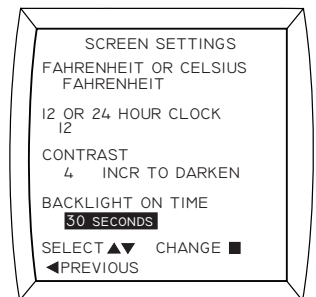 SCREEN SETTINGS
FAHRENHEIT OR CELSIUS
FAHRENHEIT
12 OR 24 HOUR CLOCK
12
CONTRAST
4 INCR TO DARKEN
BACKLIGHT ON TIME
30 SECONDS
SELECT▲▼ CHANGE ■
◀PREVIOUS